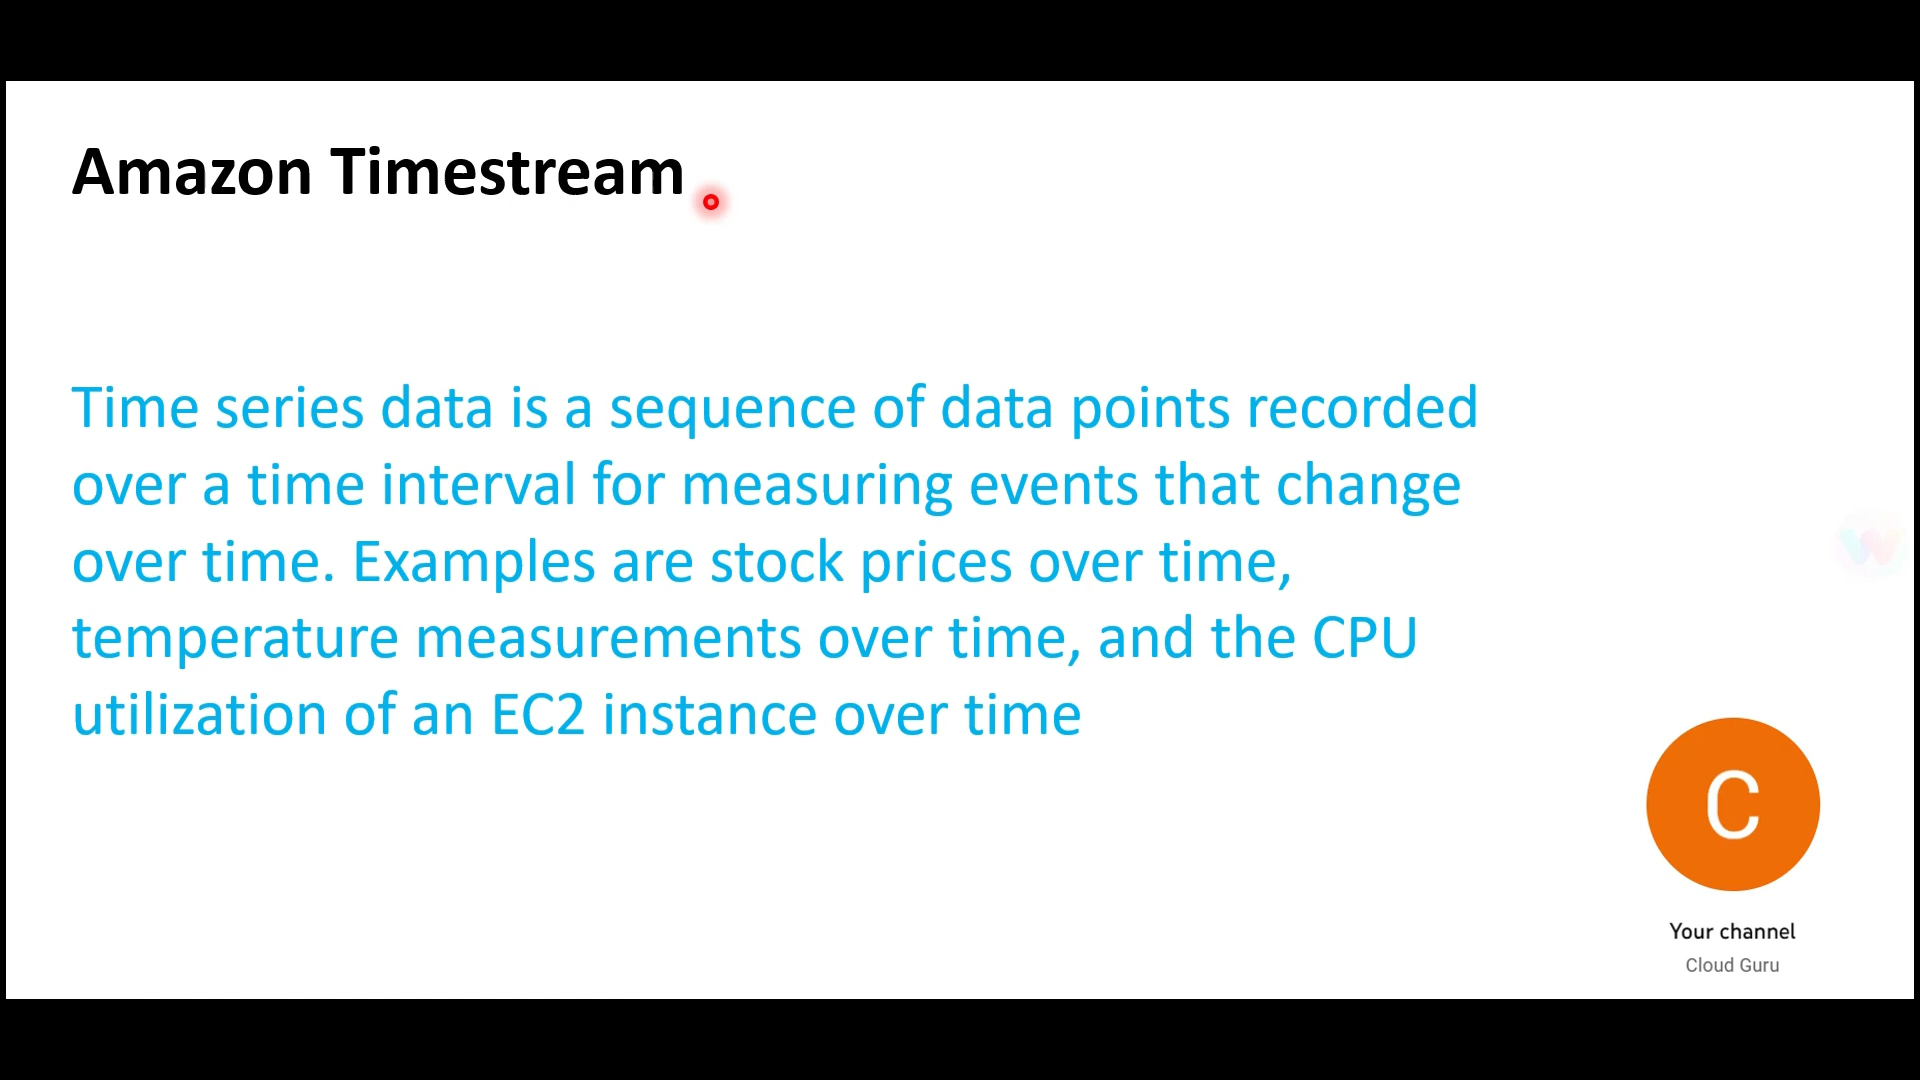 Amazon Timestream
Time series data is a sequence of data points recorded
over a time interval for measuring events that change
over time. Examples are stock prices over time,
temperature measurements over time, and the CPU
utilization of an EC2 instance over time
C
Your channel
Cloud Guru